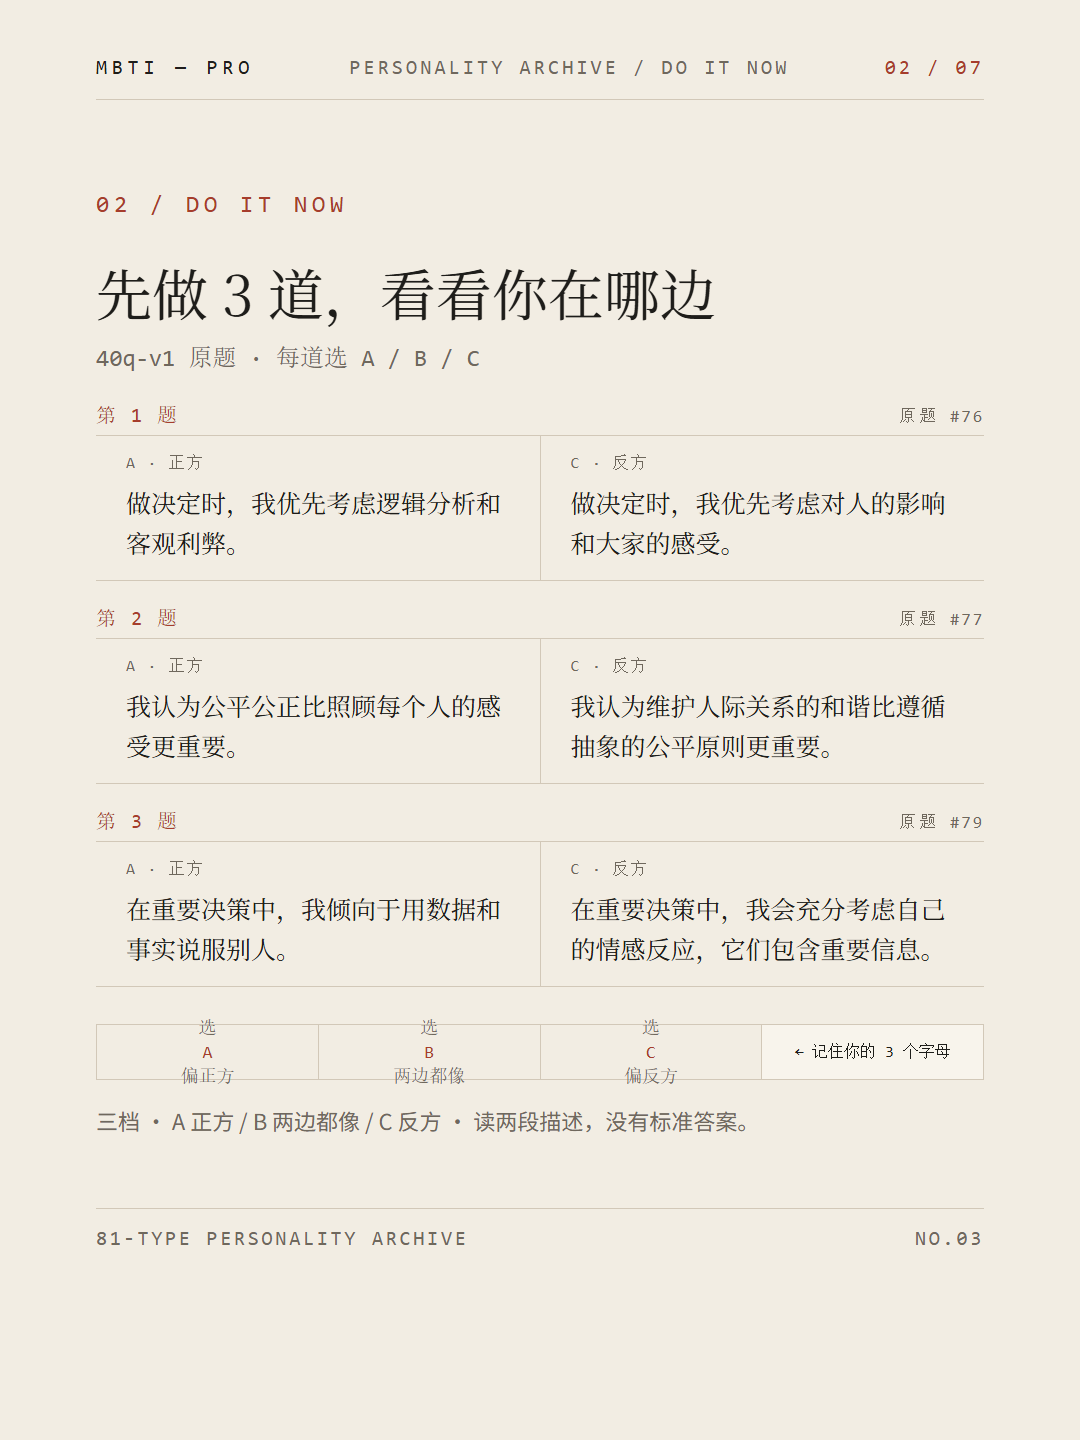 MBTI — PRO
PERSONALITY ARCHIVE / DO IT NOW
02 / 07
02 / DO IT NOW
先做 3 道，看看你在哪边
40q-v1 原题 · 每道选 A / B / C
第 1 题
原题 #76
A · 正方
做决定时，我优先考虑逻辑分析和
客观利弊。
C · 反方
做决定时，我优先考虑对人的影响
和大家的感受。
第 2 题
原题 #77
A · 正方
我认为公平公正比照顾每个人的感
受更重要。
C · 反方
我认为维护人际关系的和谐比遵循
抽象的公平原则更重要。
第 3 题
原题 #79
A · 正方
在重要决策中，我倾向于用数据和
事实说服别人。
C · 反方
在重要决策中，我会充分考虑自己
的情感反应，它们包含重要信息。
选
A
偏正方
选
B
两边都像
选
C
偏反方
← 记住你的 3 个字母
三档 · A 正方 / B 两边都像 / C 反方 · 读两段描述，没有标准答案。
81-TYPE PERSONALITY ARCHIVE
NO.03